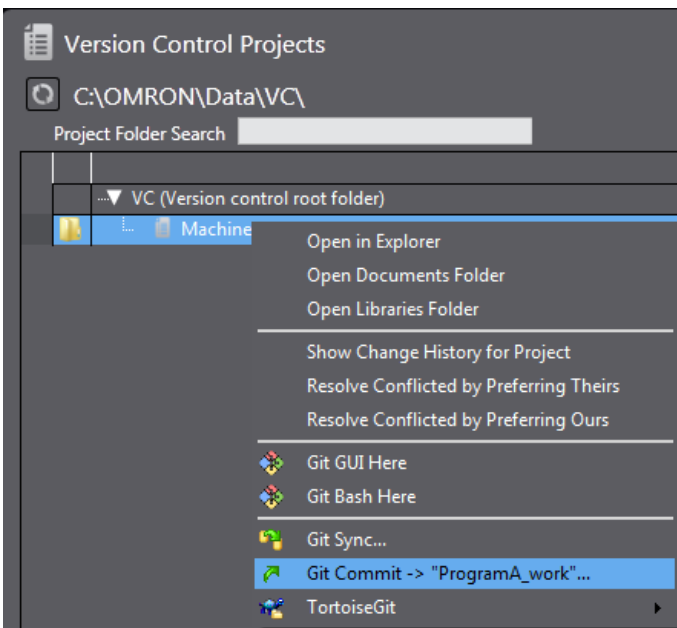 Version Control Projects
C:\OMRON\Data\VC\
Project Folder Search
VC (Version control root folder)
Machine
Open in Explorer
Open Documents Folder
Open Libraries Folder
Show Change History for Project
Resolve Conflicted by Preferring Theirs
Resolve Conflicted by Preferring Ours
Git GUI Here
Git Bash Here
Git Sync...
Git Commit -> "ProgramA_work"...
TortoiseGit